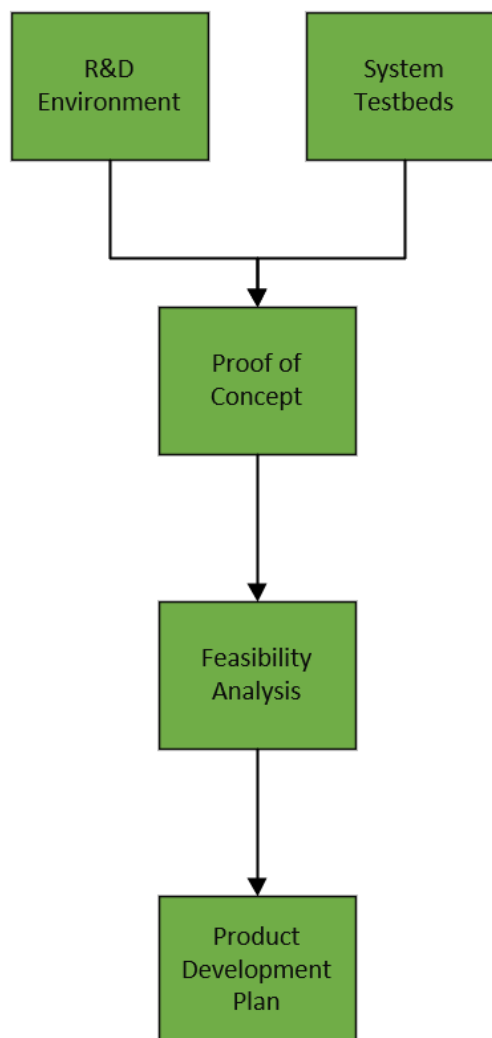 R&D
Environment
System
Testbeds
Proof of
Concept
Feasibility
Analysis
Product
Development
Plan